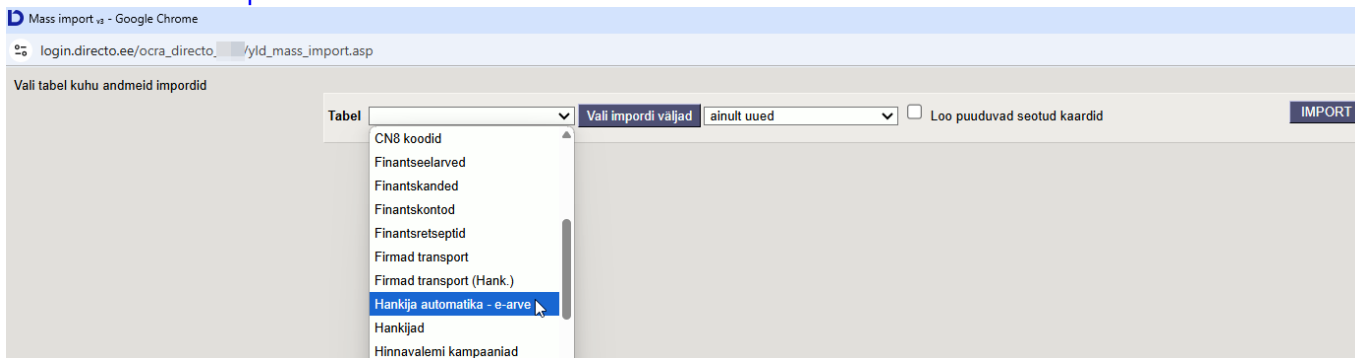 Mass import v3 - Google Chrome
login.directo.ee/ocra_directo_ /yld_mass_import.asp
Vali tabel kuhu andmeid impordid
Tabel Vali impordi väljad ainult uued Loo puuduvad seotud kaardid IMPORT
CN8 koodid
Finantseelarved
Finantskanded
Finantskontod
Finantsretseptid
Firmad transport
Firmad transport (Hank.)
Hankija automatika - e-arve
Hankijad
Hinnavalemi kampaaniad